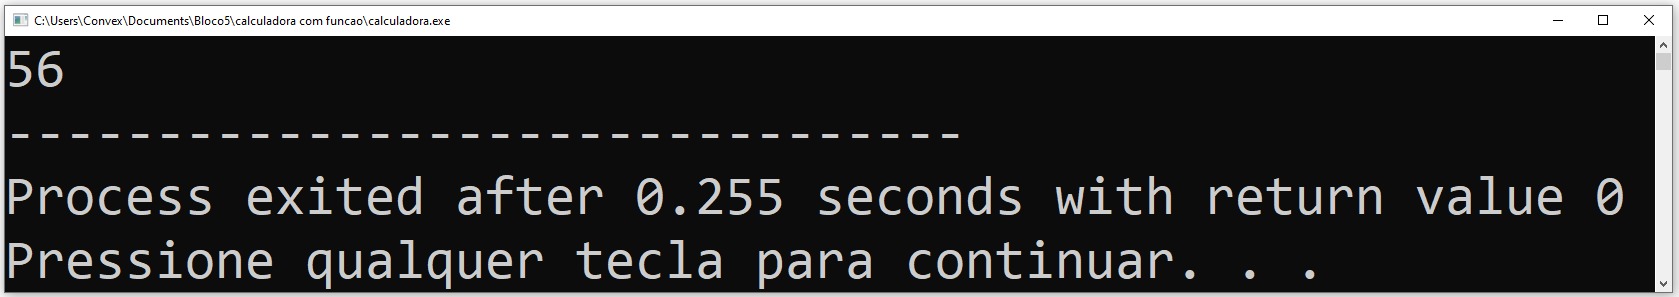 C:\Users\Convex\Documents\Bloco5\calculadora com funcao\calculadora.exe
56
--------------------------------
Process exited after 0.255 seconds with return value 0
Pressione qualquer tecla para continuar. . .